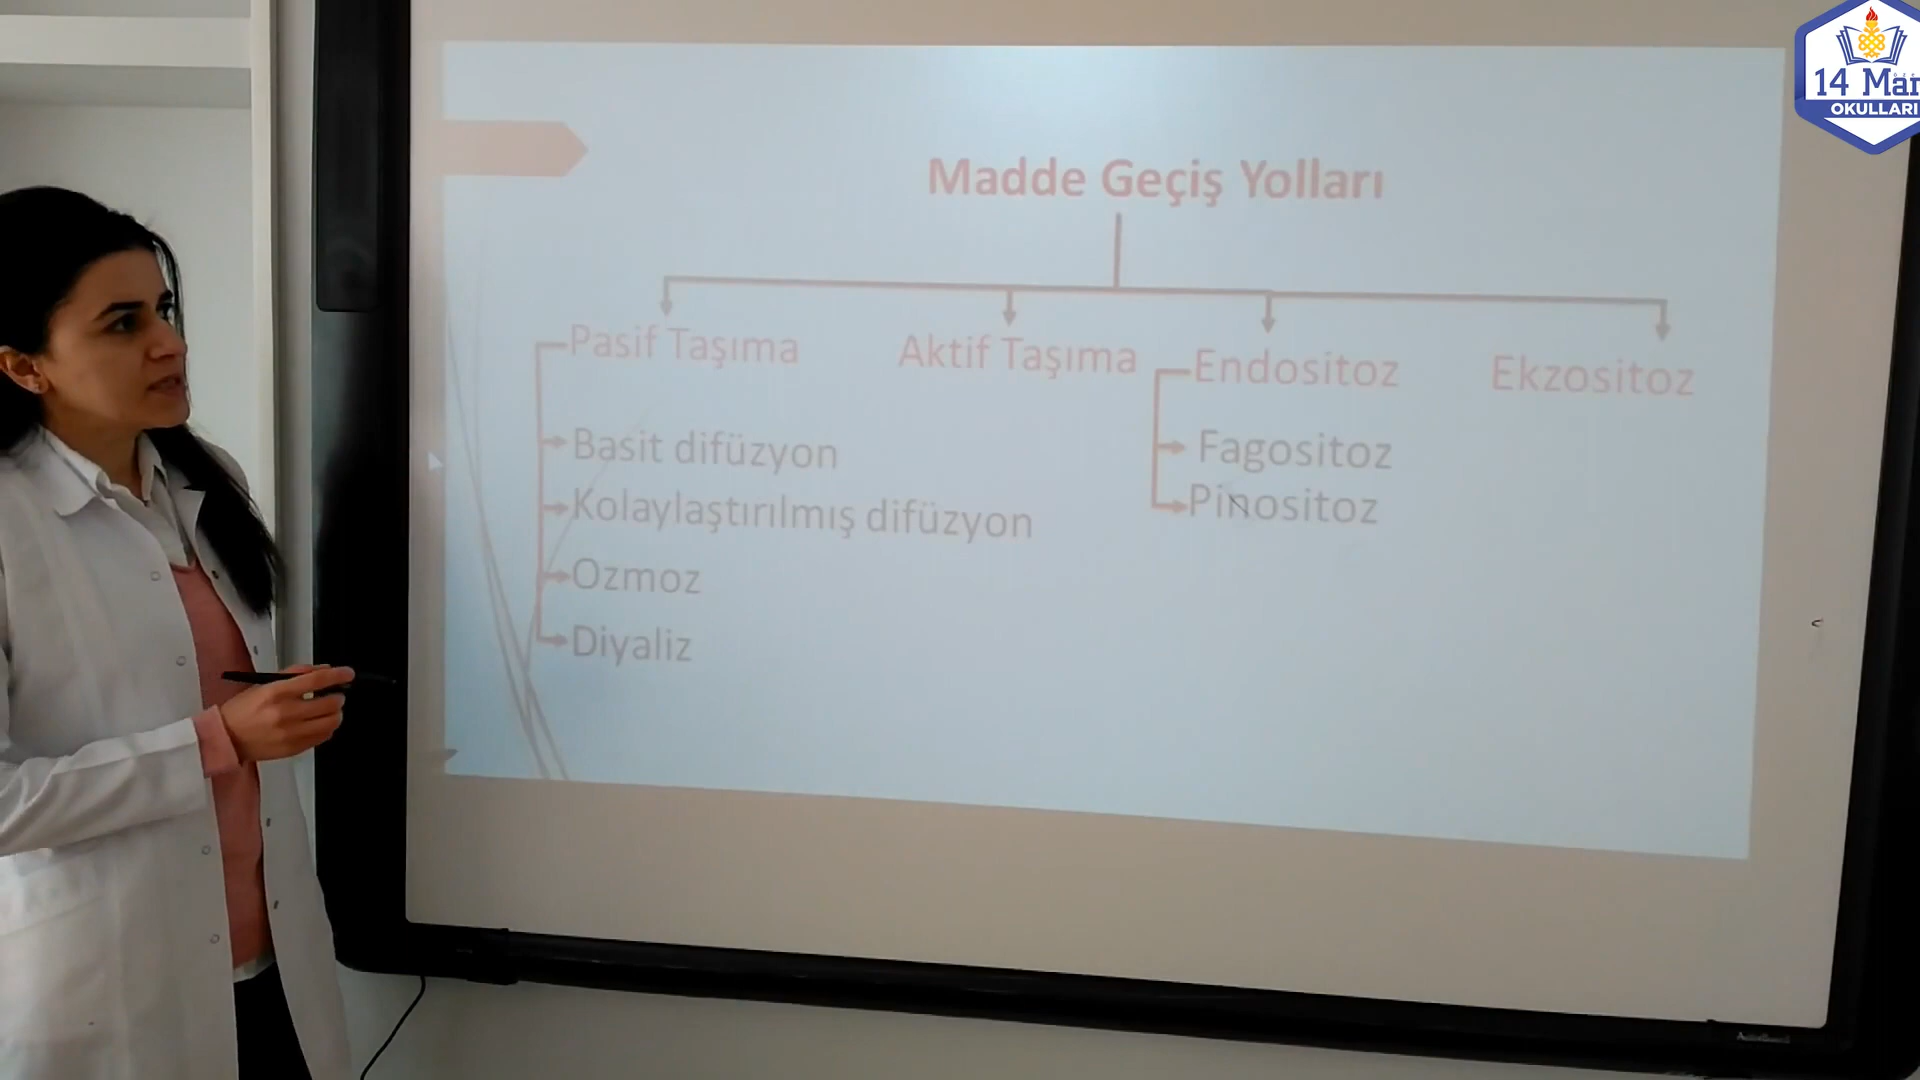 Madde Geçiş Yolları
Pasif Taşıma
Basit difüzyon
Kolaylaştırılmış difüzyon
Ozmoz
Diyaliz
Aktif Taşıma
Endositoz
Fagositoz
Pinositoz
Ekzositoz
14 Mar
OKULLARI